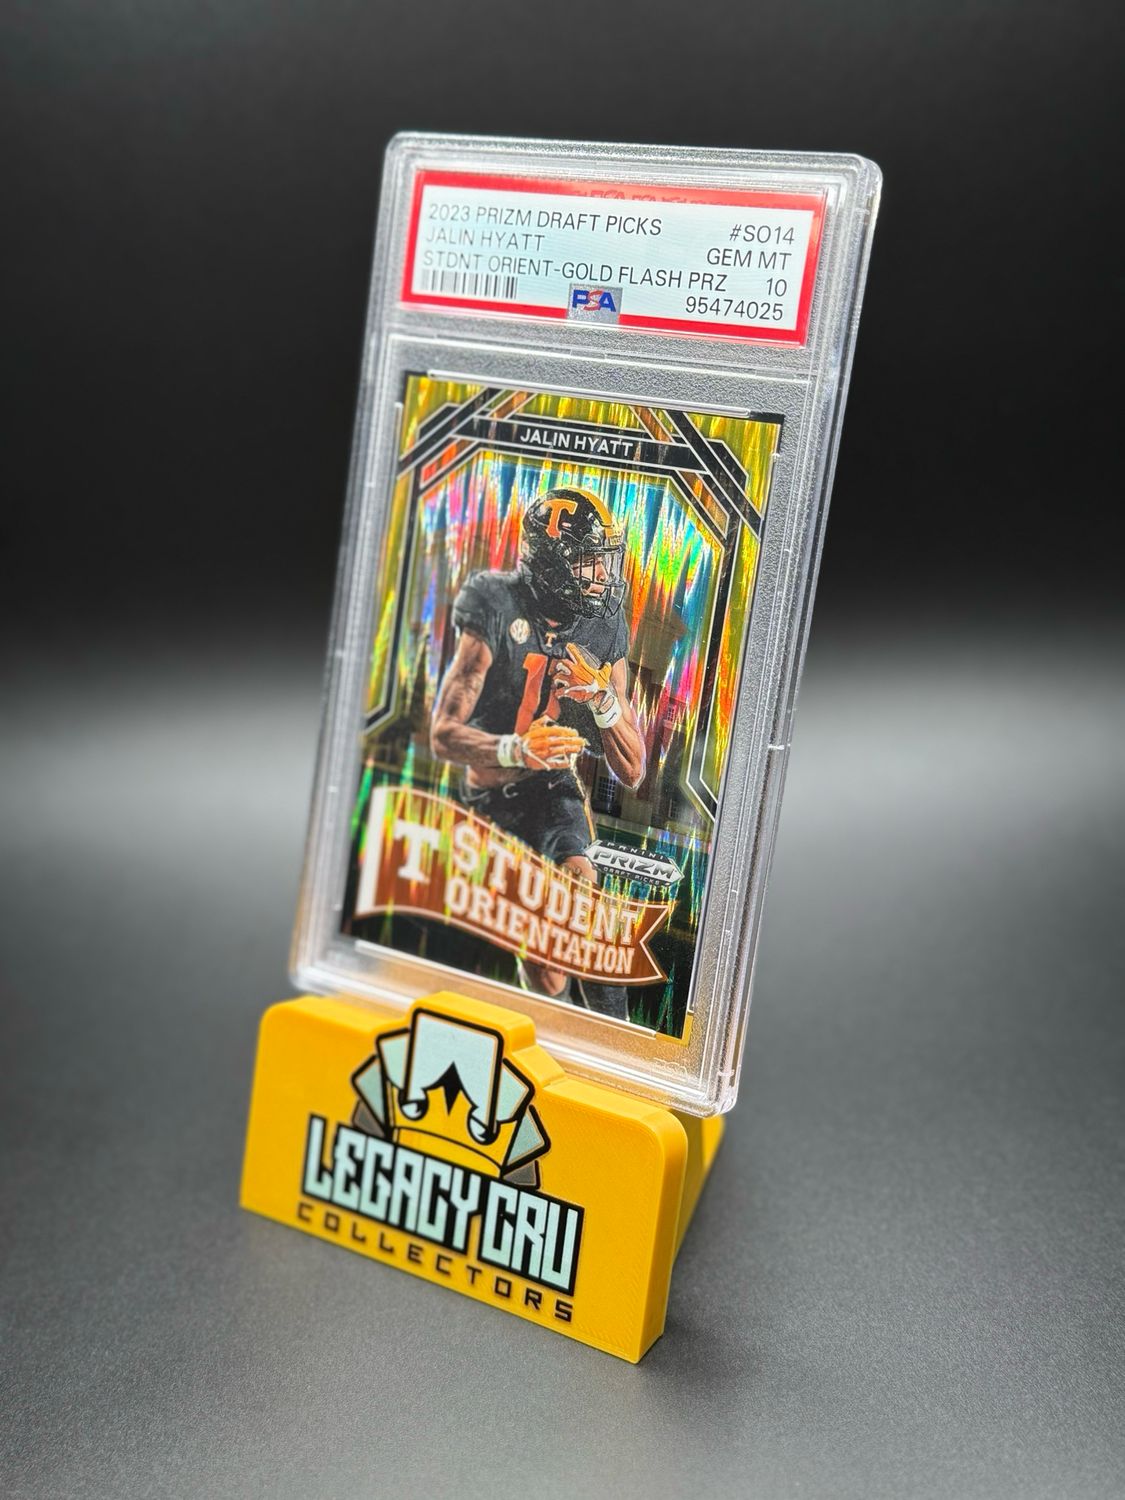 2023 PRIZM DRAFT PICKS #SO14
JALIN HYATT GEM MT
STDNT ORIENT-GOLD FLASH PRZ 10
PSA 95474025
JALIN HYATT
T
T
T
STUDENT
ORIENTATION
PANINI
PRIZM
DRAFT PICKS
LEGACY CRU
COLLECTORS